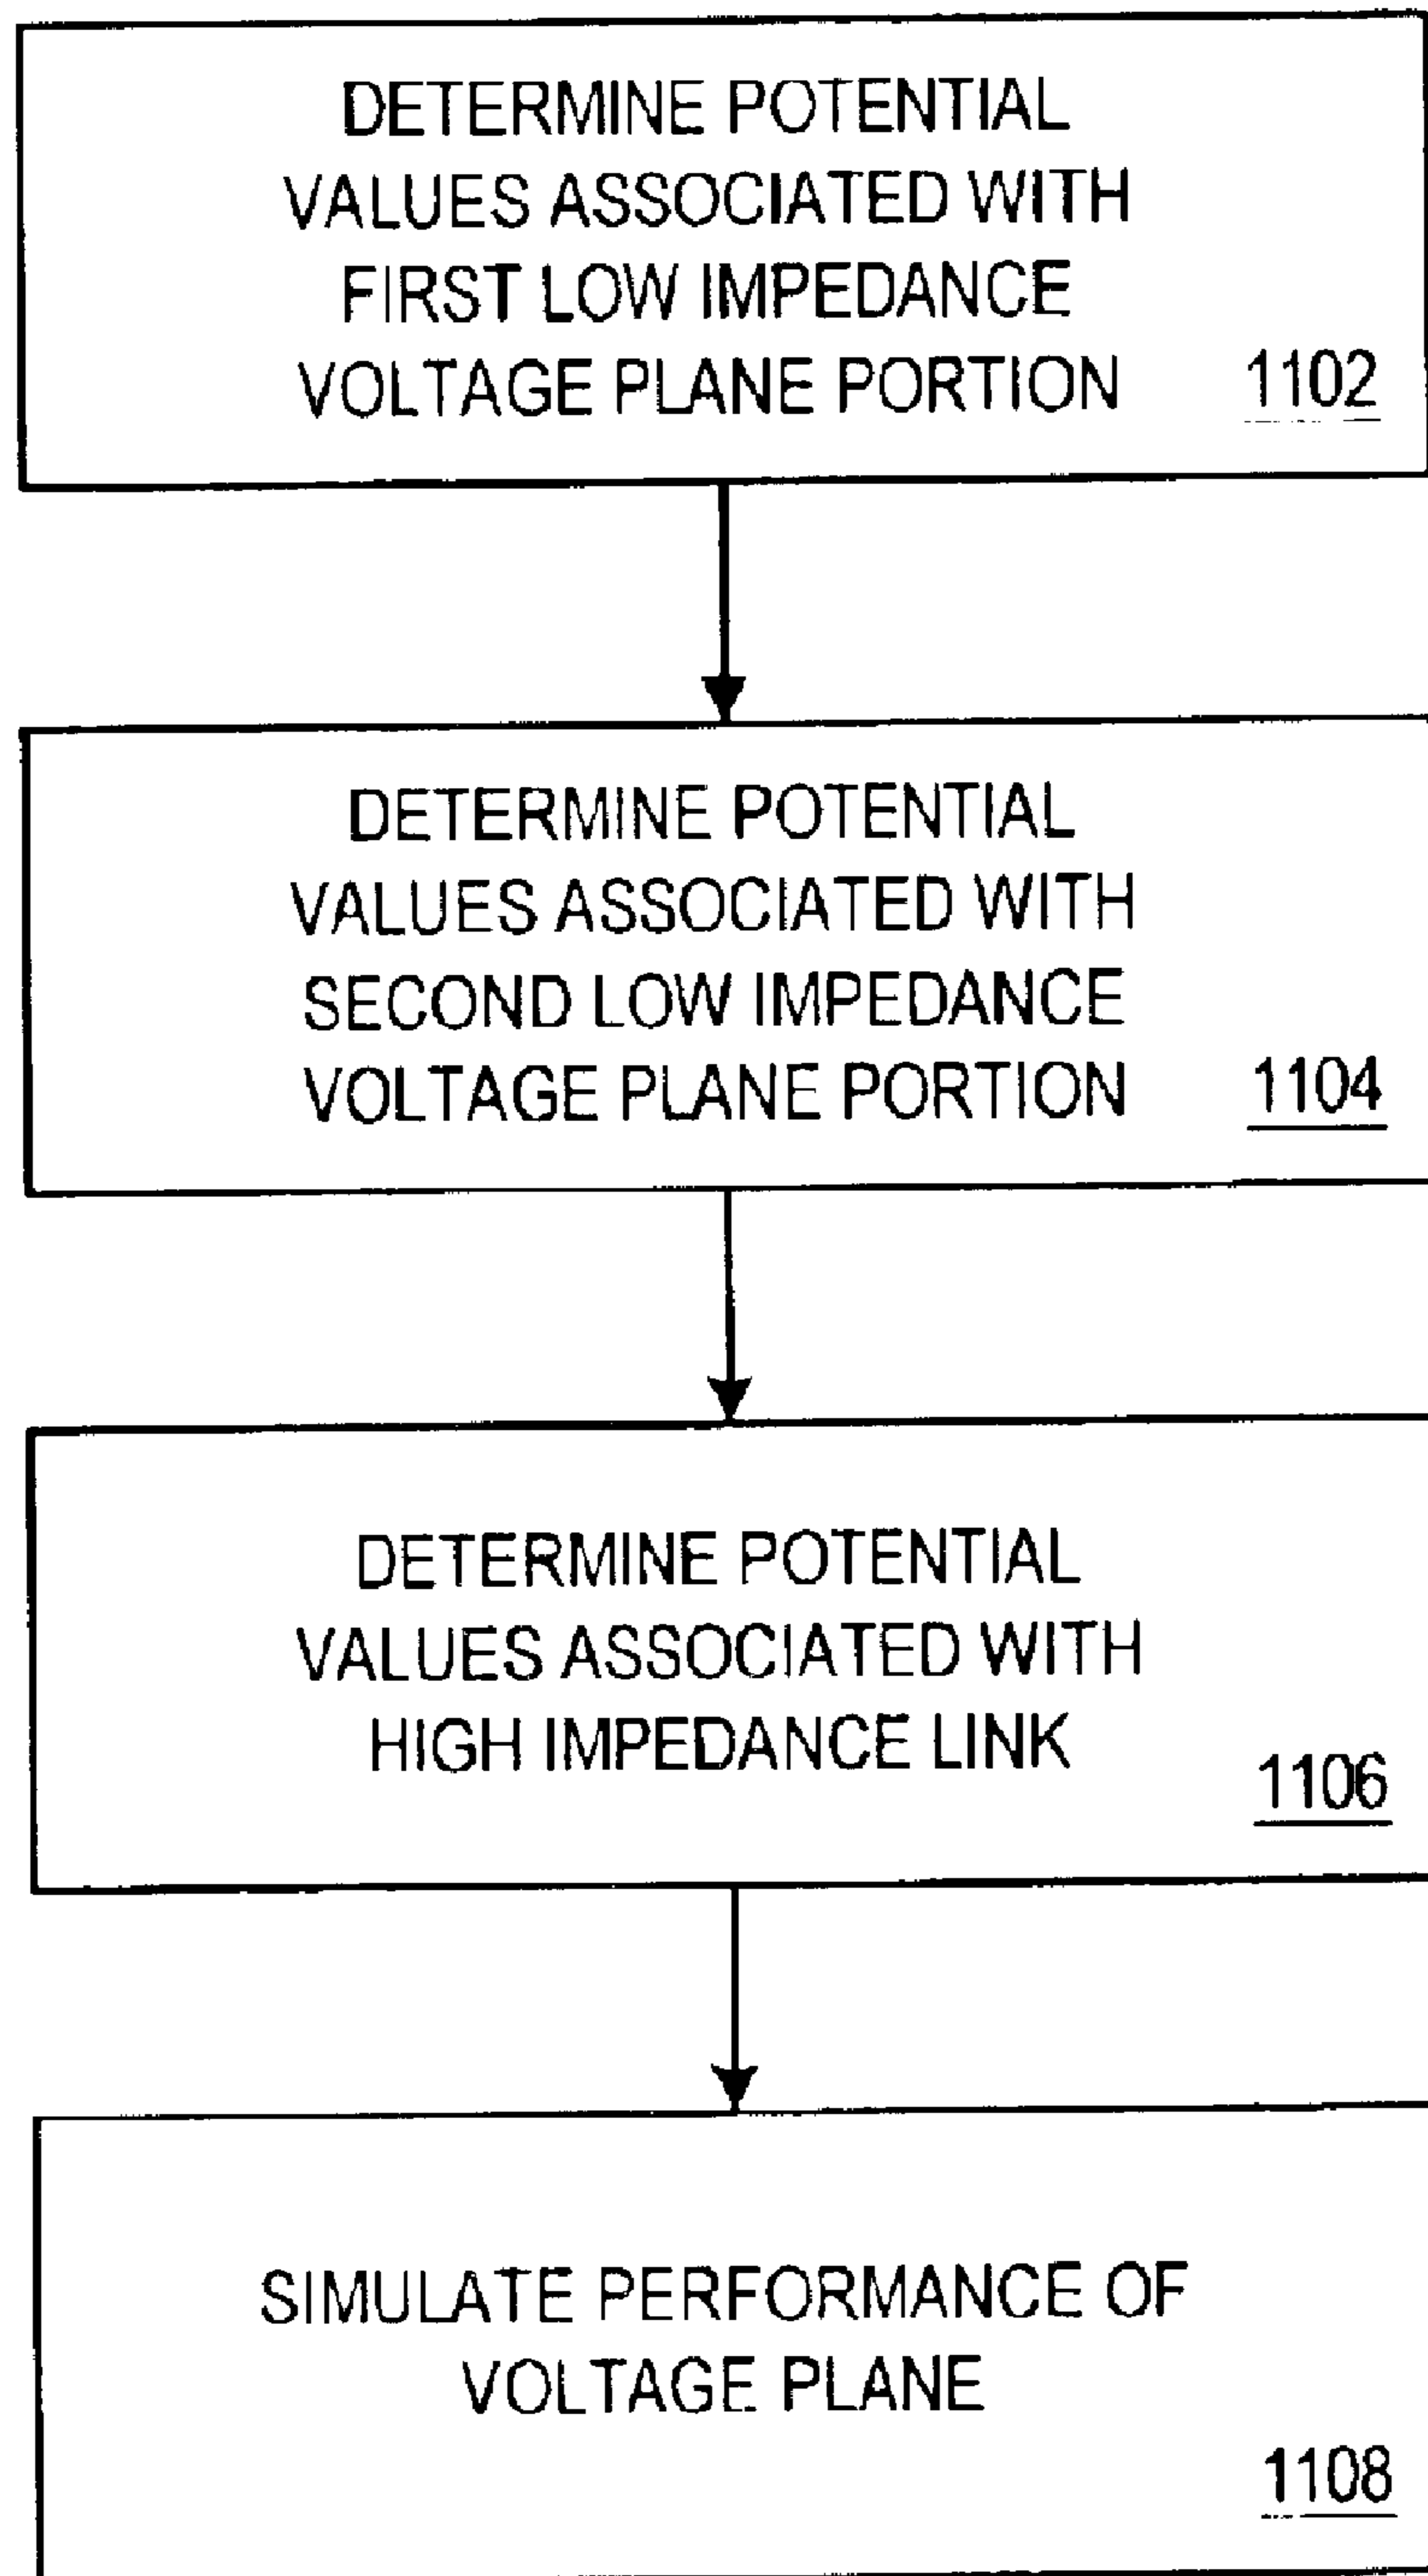 DETERMINE POTENTIAL
VALUES ASSOCIATED WITH
FIRST LOW IMPEDANCE
VOLTAGE PLANE PORTION 1102
DETERMINE POTENTIAL
VALUES ASSOCIATED WITH
SECOND LOW IMPEDANCE
VOLTAGE PLANE PORTION 1104
DETERMINE POTENTIAL
VALUES ASSOCIATED WITH
HIGH IMPEDANCE LINK
1106
SIMULATE PERFORMANCE OF
VOLTAGE PLANE
1108